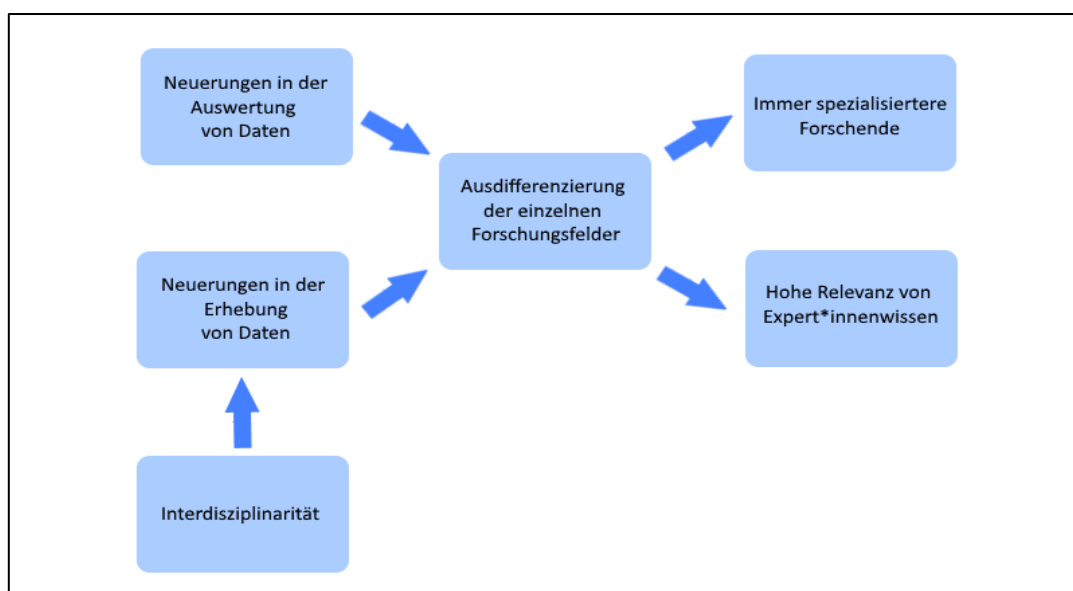 Neuerungen in der
Auswertung
von Daten
Immer spezialisiertere
Forschende
Ausdifferenzierung
der einzelnen
Forschungsfelder
Neuerungen in der
Erhebung
von Daten
Hohe Relevanz von
Expert*innenwissen
Interdisziplinarität